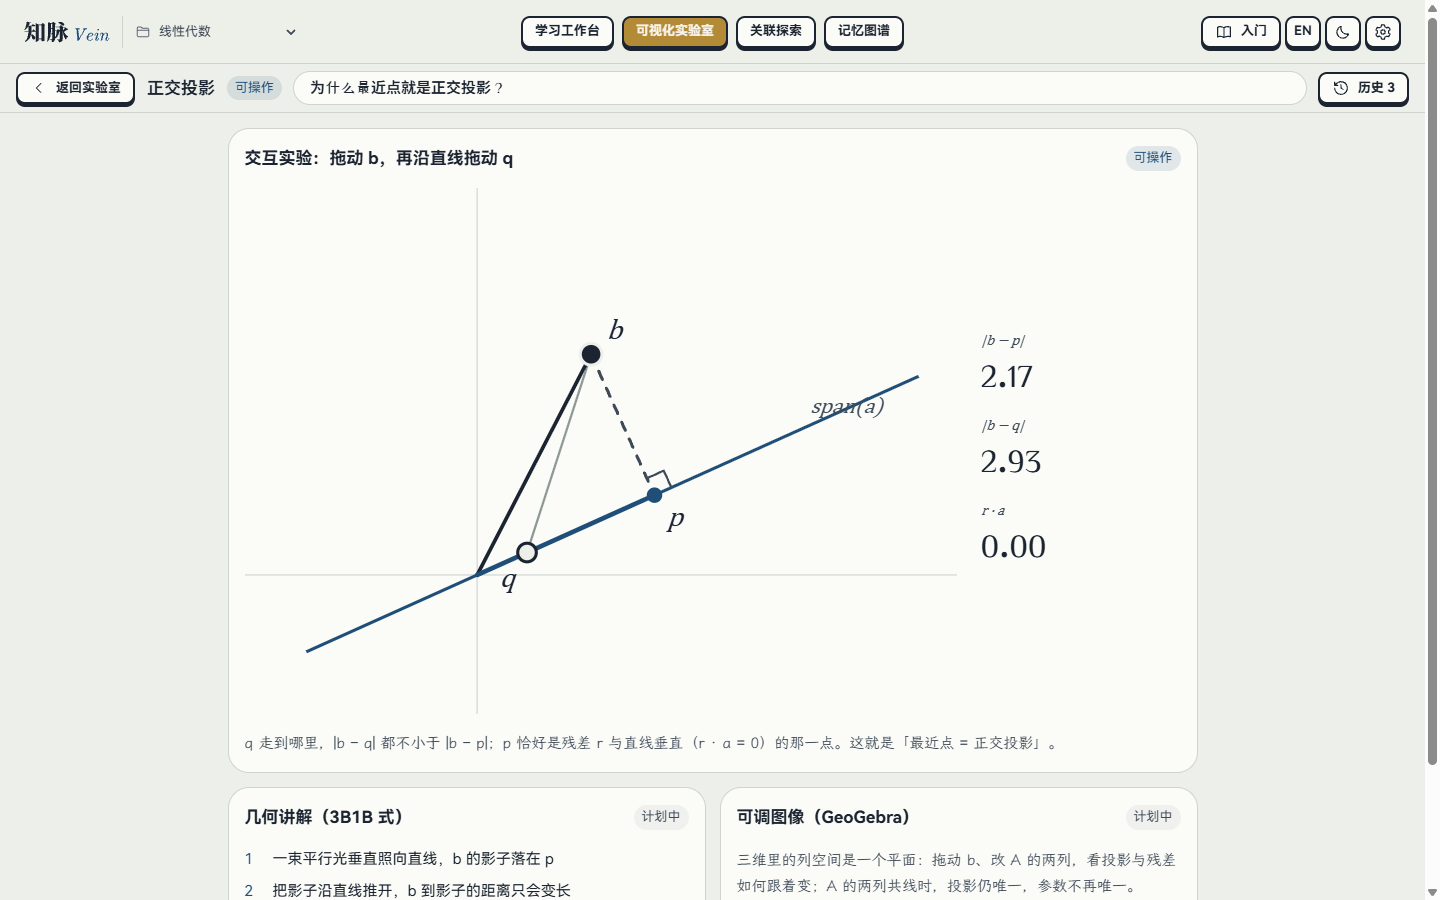 知脉 Vein
线性代数
学习工作台
可视化实验室
关联探索
记忆图谱
入门
EN
返回实验室
正交投影
可操作
为什么最近点就是正交投影？
历史 3
交互实验：拖动 b，再沿直线拖动 q
可操作
b
|b − p|
2.17
span(a)
|b − q|
2.93
p
r · a
0.00
q
q 走到哪里，|b − q| 都不小于 |b − p|；p 恰好是残差 r 与直线垂直（r · a = 0）的那一点。这就是「最近点 = 正交投影」。
几何讲解（3B1B 式）
计划中
1 一束平行光垂直照向直线，b 的影子落在 p
2 把影子沿直线推开，b 到影子的距离只会变长
可调图像（GeoGebra）
计划中
三维里的列空间是一个平面：拖动 b、改 A 的两列，看投影与残差
如何跟着变；A 的两列共线时，投影仍唯一，参数不再唯一。